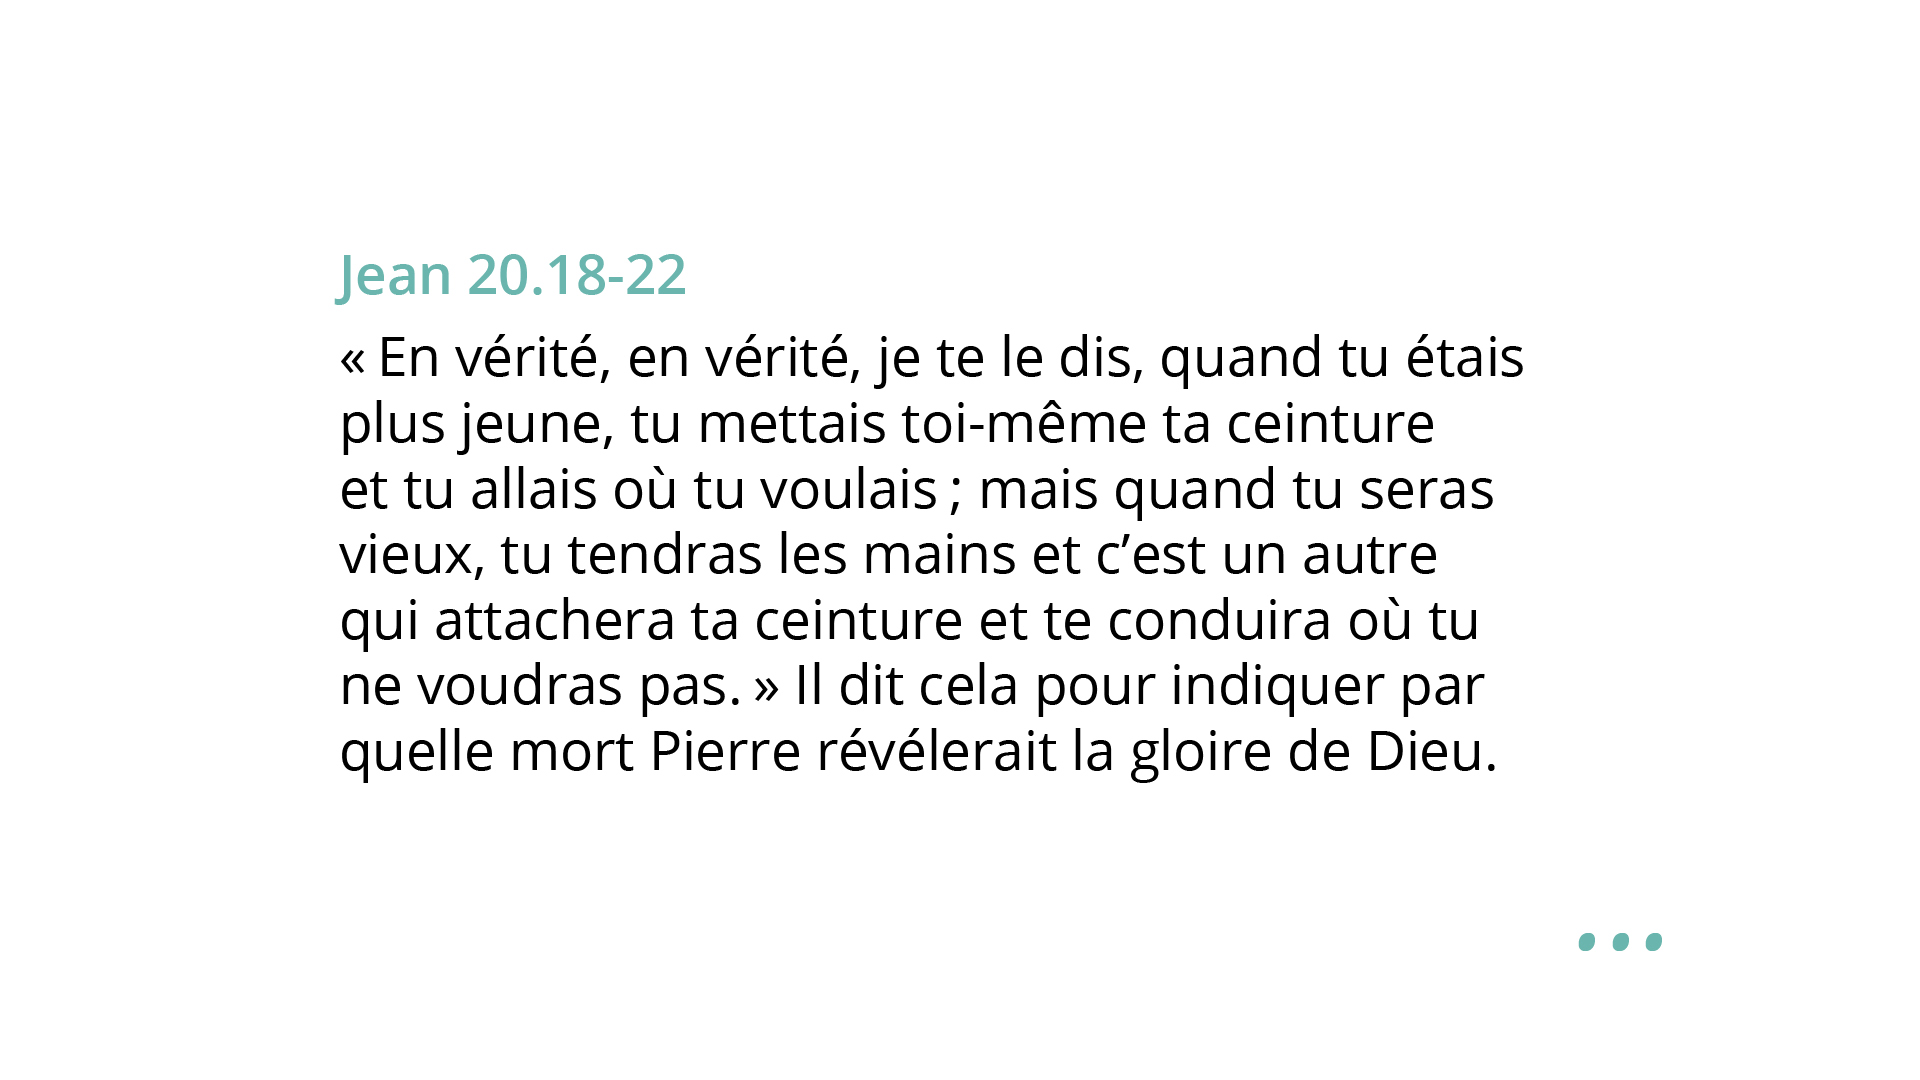 Jean 20.18-22
« En vérité, en vérité, je te le dis, quand tu étais
plus jeune, tu mettais toi-même ta ceinture
et tu allais où tu voulais ; mais quand tu seras
vieux, tu tendras les mains et c’est un autre
qui attachera ta ceinture et te conduira où tu
ne voudras pas. » Il dit cela pour indiquer par
quelle mort Pierre révélerait la gloire de Dieu.
...